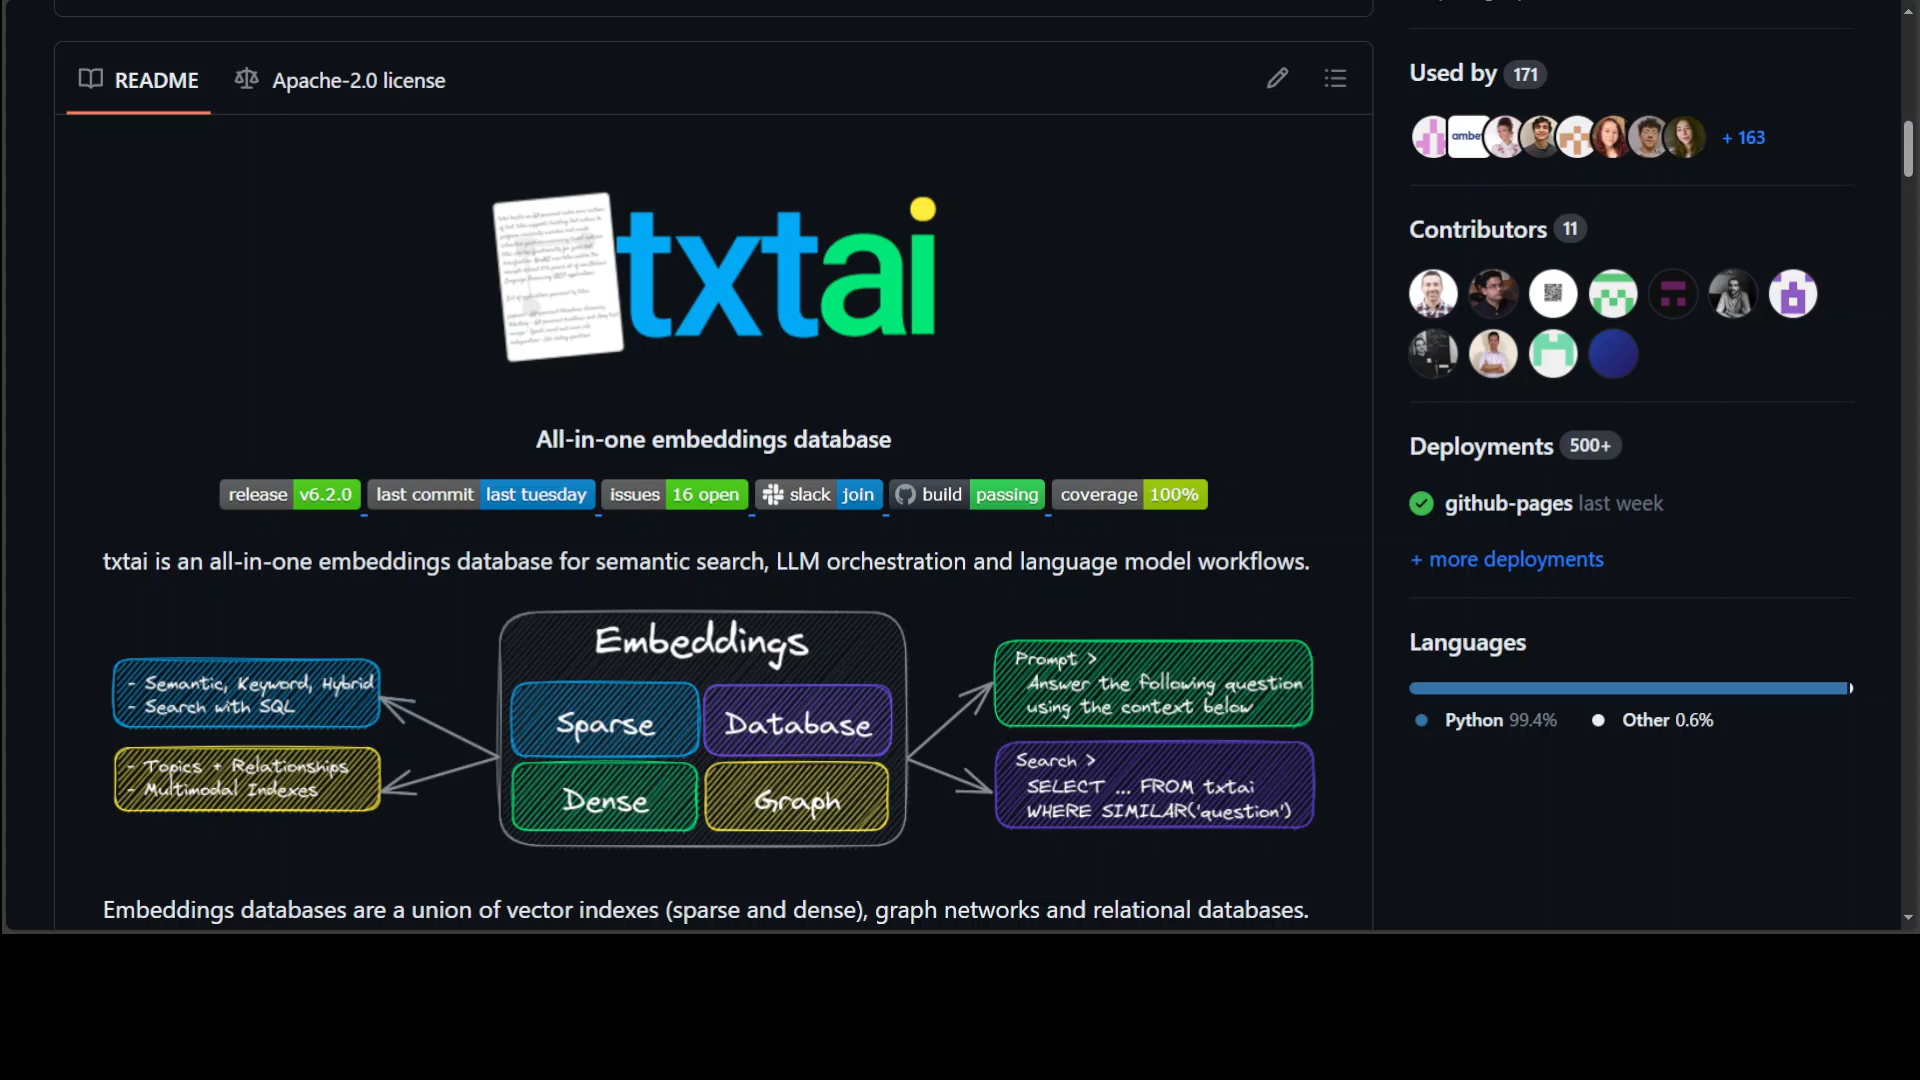 README
Apache-2.0 license
txtai
All-in-one embeddings database
release v6.2.0 last commit last tuesday issues 16 open slack join build passing coverage 100%
txtai is an all-in-one embeddings database for semantic search, LLM orchestration and language model workflows.
- Semantic, Keyword, Hybrid
- Search with SQL
- Topics + Relationships
- Multimodal Indexes
Embeddings
Sparse
Database
Dense
Graph
Prompt >
Answer the following question
using the context below
Search >
SELECT ... FROM txtai
WHERE SIMILAR('question')
Embeddings databases are a union of vector indexes (sparse and dense), graph networks and relational databases.
Used by 171
+ 163
Contributors 11
Deployments 500+
github-pages last week
+ more deployments
Languages
Python 99.4%
Other 0.6%